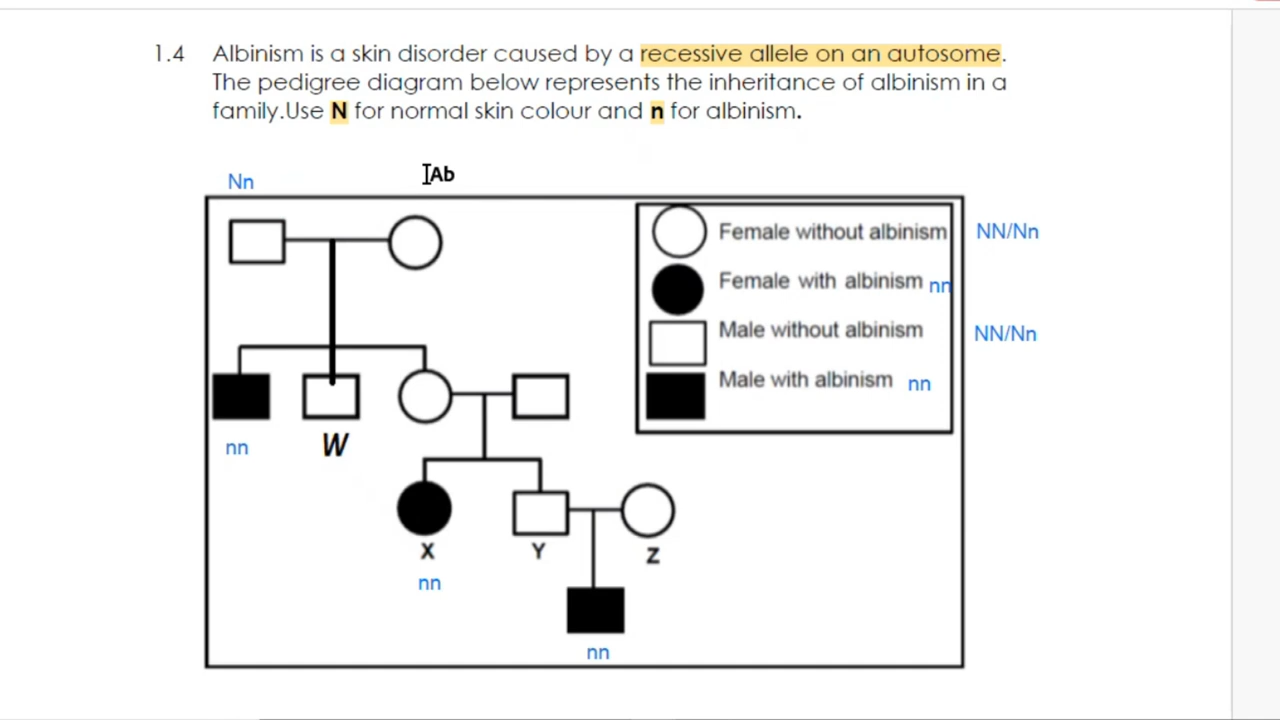 1.4 Albinism is a skin disorder caused by a recessive allele on an autosome.
The pedigree diagram below represents the inheritance of albinism in a
family.Use N for normal skin colour and n for albinism.
Nn
Ab
Female without albinism NN/Nn
Female with albinism nn
Male without albinism NN/Nn
Male with albinism nn
nn
W
X
Y
Z
nn
nn